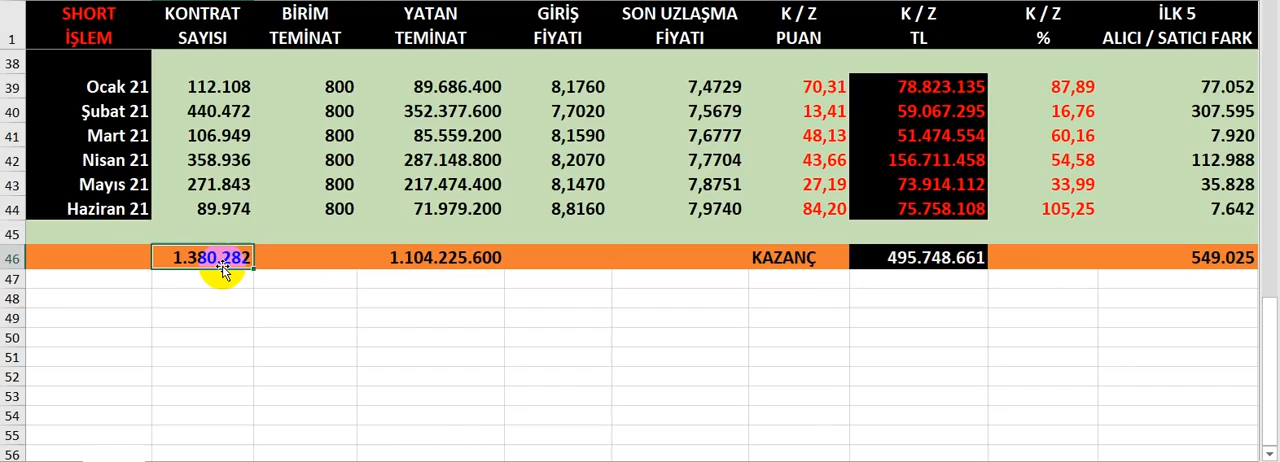 SHORT İŞLEM KONTRAT SAYISI BİRİM TEMİNAT YATAN TEMİNAT GİRİŞ FİYATI SON UZLAŞMA FİYATI K / Z PUAN K / Z TL K / Z % İLK 5 ALICI / SATICI FARK
1
38
39 Ocak 21 112.108 800 89.686.400 8,1760 7,4729 70,31 78.823.135 87,89 77.052
40 Şubat 21 440.472 800 352.377.600 7,7020 7,5679 13,41 59.067.295 16,76 307.595
41 Mart 21 106.949 800 85.559.200 8,1590 7,6777 48,13 51.474.554 60,16 7.920
42 Nisan 21 358.936 800 287.148.800 8,2070 7,7704 43,66 156.711.458 54,58 112.988
43 Mayıs 21 271.843 800 217.474.400 8,1470 7,8751 27,19 73.914.112 33,99 35.828
44 Haziran 21 89.974 800 71.979.200 8,8160 7,9740 84,20 75.758.108 105,25 7.642
45
46 1.380.282 1.104.225.600 KAZANÇ 495.748.661 549.025
47
48
49
50
51
52
53
54
55
56